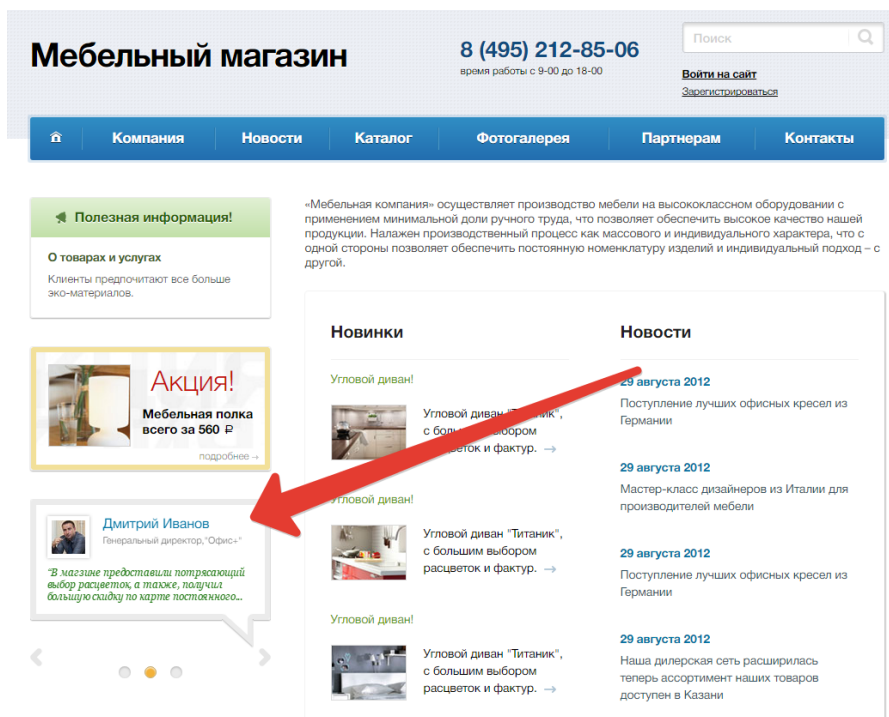 Мебельный магазин
8 (495) 212-85-06
время работы с 9-00 до 18-00
Поиск
Войти на сайт
Зарегистрироваться
Компания
Новости
Каталог
Фотогалерея
Партнерам
Контакты
Полезная информация!
О товарах и услугах
Клиенты предпочитают все больше
эко-материалов.
Акция!
Мебельная полка
всего за 560 ₽
подробнее →
Дмитрий Иванов
Генеральный директор,"Офис+"
"В магзине предоставили потрясающий
выбор расцветок, а также, получил
большую скидку по карте постоянного...
«Мебельная компания» осуществляет производство мебели на высококлассном оборудовании с
применением минимальной доли ручного труда, что позволяет обеспечить высокое качество нашей
продукции. Налажен производственный процесс как массового и индивидуального характера, что с
одной стороны позволяет обеспечить постоянную номенклатуру изделий и индивидуальный подход – с
другой.
Новинки
Угловой диван!
Угловой диван "Титаник",
с большим выбором
расцветок и фактур. →
Угловой диван!
Угловой диван "Титаник",
с большим выбором
расцветок и фактур. →
Угловой диван!
Угловой диван "Титаник",
с большим выбором
расцветок и фактур. →
Новости
29 августа 2012
Поступление лучших офисных кресел из
Германии
29 августа 2012
Мастер-класс дизайнеров из Италии для
производителей мебели
29 августа 2012
Поступление лучших офисных кресел из
Германии
29 августа 2012
Наша дилерская сеть расширилась
теперь ассортимент наших товаров
доступен в Казани